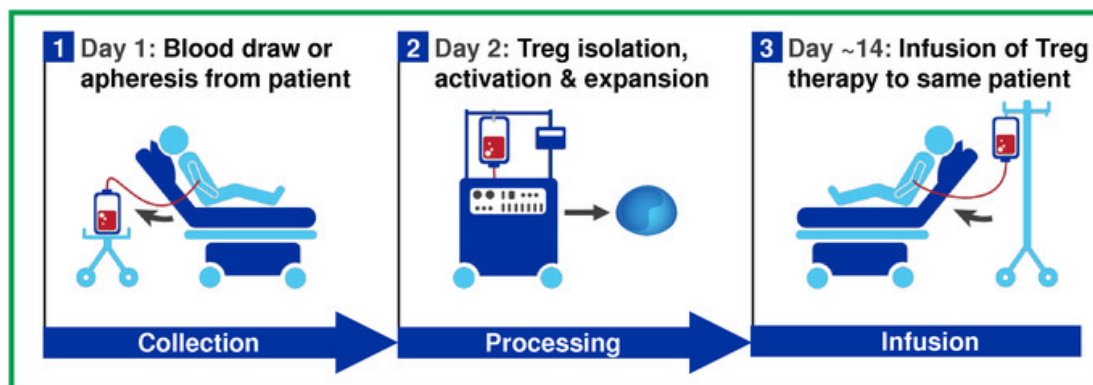 1 Day 1: Blood draw or
apheresis from patient
2 Day 2: Treg isolation,
activation & expansion
3 Day ~14: Infusion of Treg
therapy to same patient
Collection
Processing
Infusion